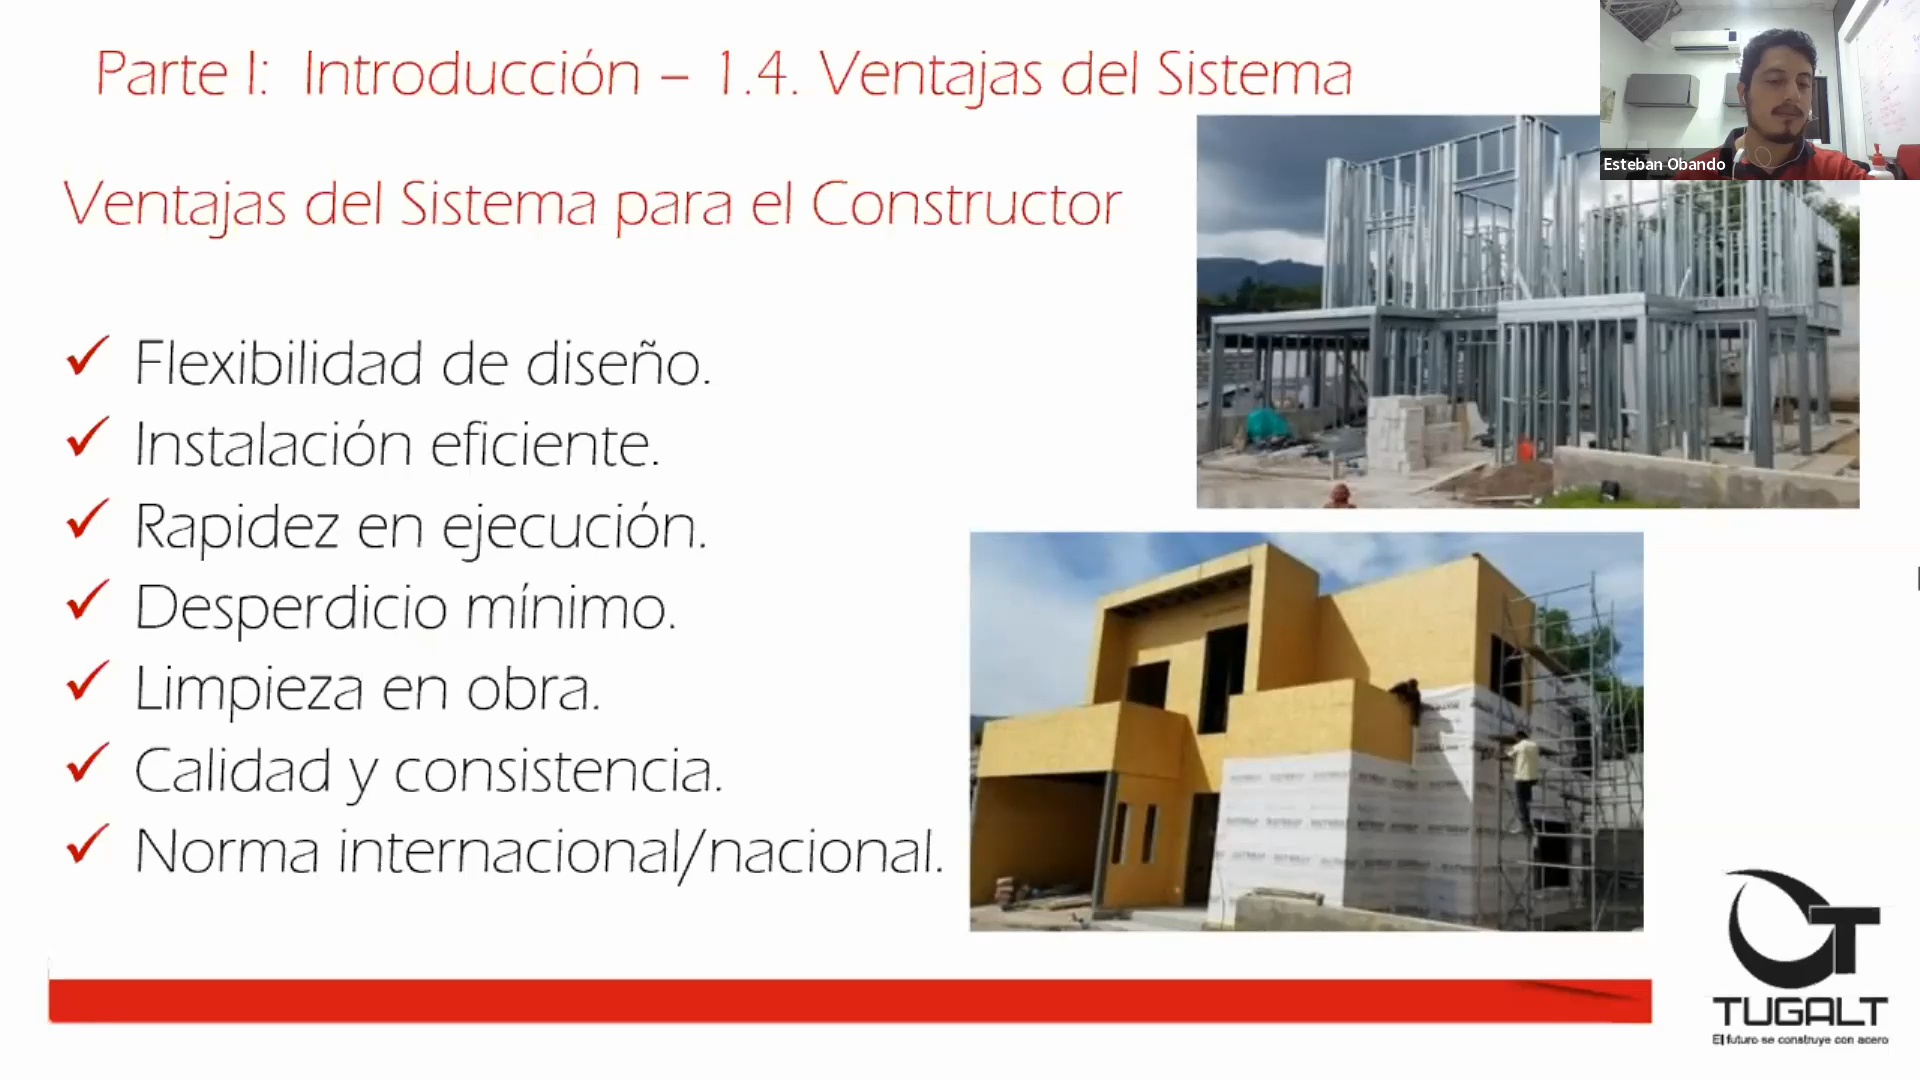 Parte I: Introducción – 1.4. Ventajas del Sistema
Esteban Obando
Ventajas del Sistema para el Constructor
✓ Flexibilidad de diseño.
✓ Instalación eficiente.
✓ Rapidez en ejecución.
✓ Desperdicio mínimo.
✓ Limpieza en obra.
✓ Calidad y consistencia.
✓ Norma internacional/nacional.
TUGALT
El futuro se construye con acero